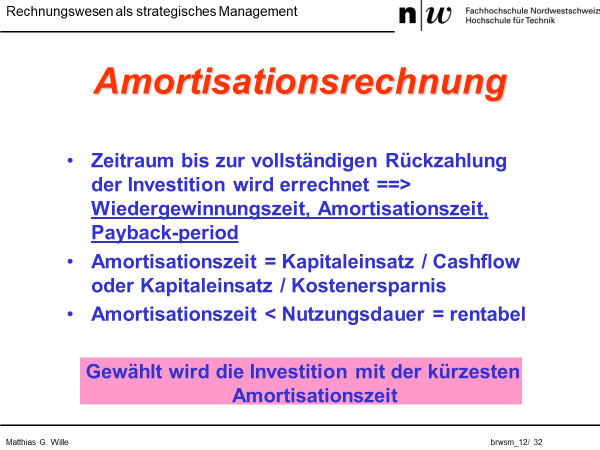 Rechnungswesen als strategisches Management
n|w
Fachhochschule Nordwestschweiz
Hochschule für Technik
Amortisationsrechnung
• Zeitraum bis zur vollständigen Rückzahlung
der Investition wird errechnet ==>
Wiedergewinnungszeit, Amortisationszeit,
Payback-period
• Amortisationszeit = Kapitaleinsatz / Cashflow
oder Kapitaleinsatz / Kostenersparnis
• Amortisationszeit < Nutzungsdauer = rentabel
Gewählt wird die Investition mit der kürzesten
Amortisationszeit
Matthias G. Wille
brwsm_12/ 32